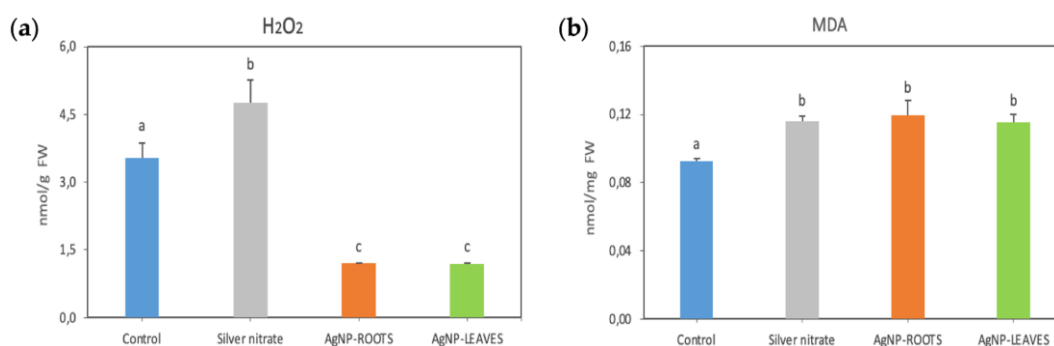 (a)
H2O2
nmol/g FW
6,0
4,5
3,0
1,5
0,0
a
b
c
c
Control
Silver nitrate
AgNP-ROOTS
AgNP-LEAVES
(b)
MDA
nmol/mg FW
0,16
0,12
0,08
0,04
0,00
a
b
b
b
Control
Silver nitrate
AgNP-ROOTS
AgNP-LEAVES